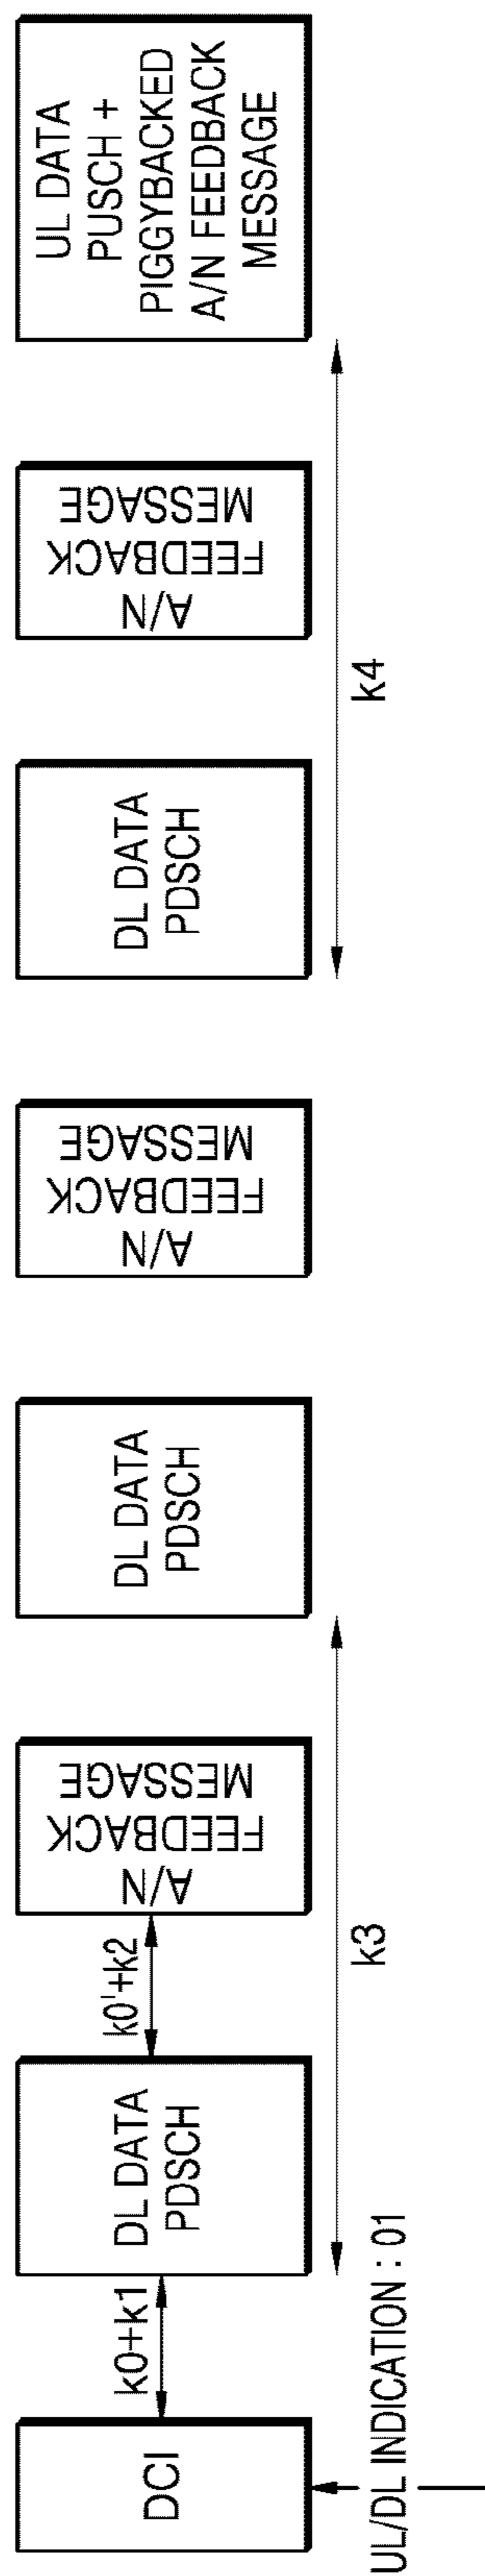 DCI
k0+k1
DL DATA
PDSCH
k0'+k2
A/N
FEEDBACK
MESSAGE
DL DATA
PDSCH
A/N
FEEDBACK
MESSAGE
DL DATA
PDSCH
A/N
FEEDBACK
MESSAGE
UL DATA
PUSCH +
PIGGYBACKED
A/N FEEDBACK
MESSAGE
k3
k4
UL/DL INDICATION : 01